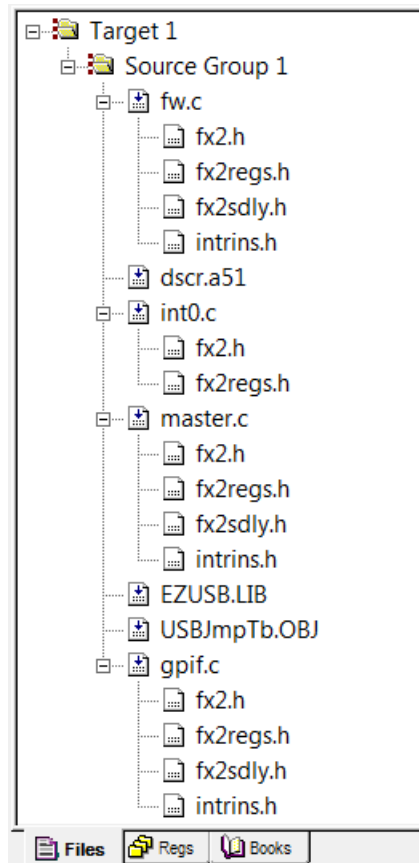 Target 1
Source Group 1
fw.c
fx2.h
fx2regs.h
fx2sdly.h
intrins.h
dscr.a51
int0.c
fx2.h
fx2regs.h
master.c
fx2.h
fx2regs.h
fx2sdly.h
intrins.h
EZUSB.LIB
USBJmpTb.OBJ
gpif.c
fx2.h
fx2regs.h
fx2sdly.h
intrins.h
Files Regs Books